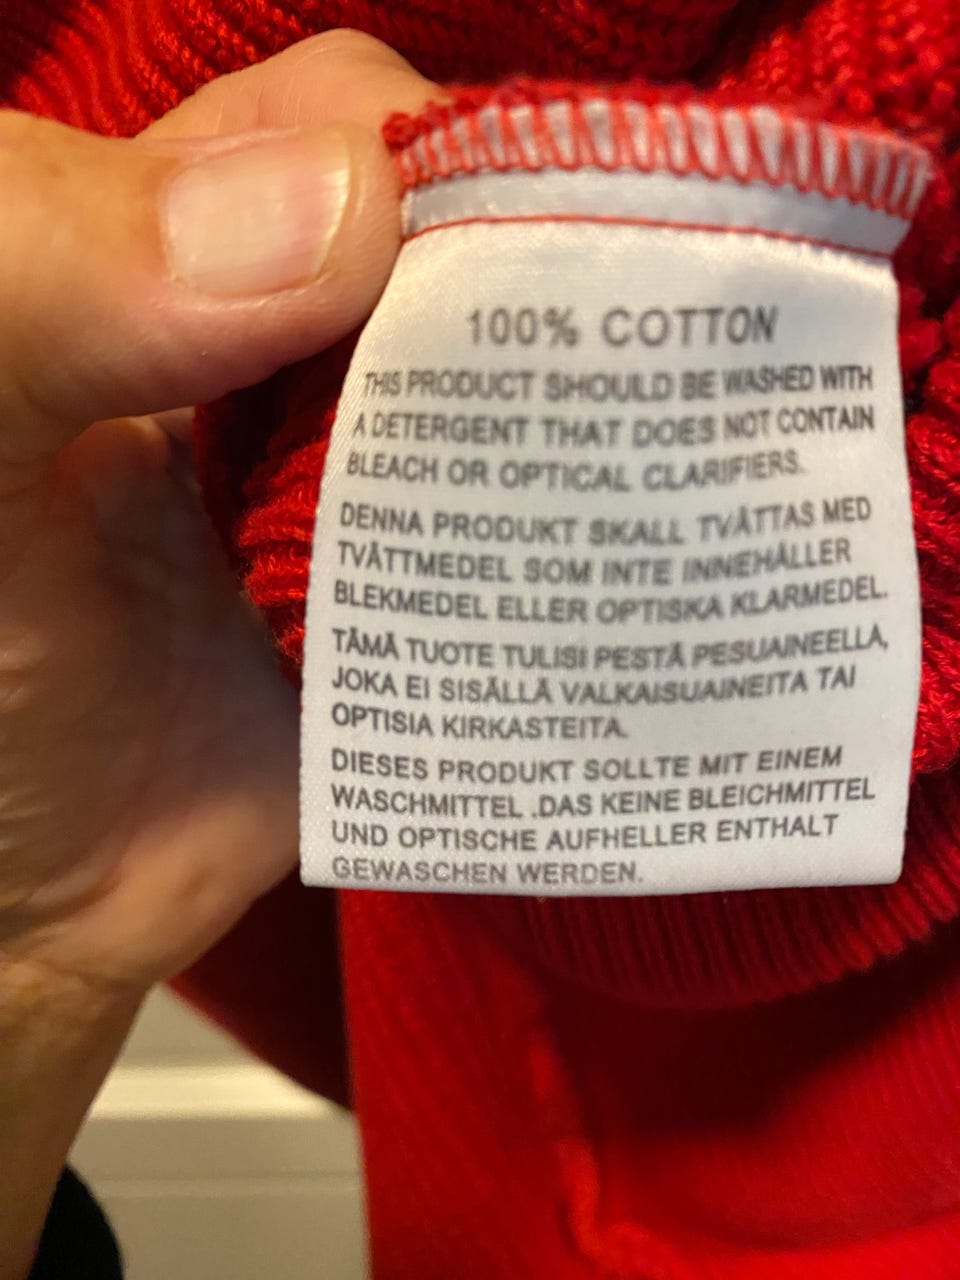 100% COTTON
THIS PRODUCT SHOULD BE WASHED WITH
A DETERGENT THAT DOES NOT CONTAIN
BLEACH OR OPTICAL CLARIFIERS.
DENNA PRODUKT SKALL TVÄTTAS MED
TVÄTTMEDEL SOM INTE INNEHÅLLER
BLEKMEDEL ELLER OPTISKA KLARMEDEL.
TÄMÄ TUOTE TULISI PESTÄ PESUAINEELLA,
JOKA EI SISÄLLÄ VALKAISUAINEITA TAI
OPTISIA KIRKASTEITA.
DIESES PRODUKT SOLLTE MIT EINEM
WASCHMITTEL .DAS KEINE BLEICHMITTEL
UND OPTISCHE AUFHELLER ENTHALT
GEWASCHEN WERDEN.